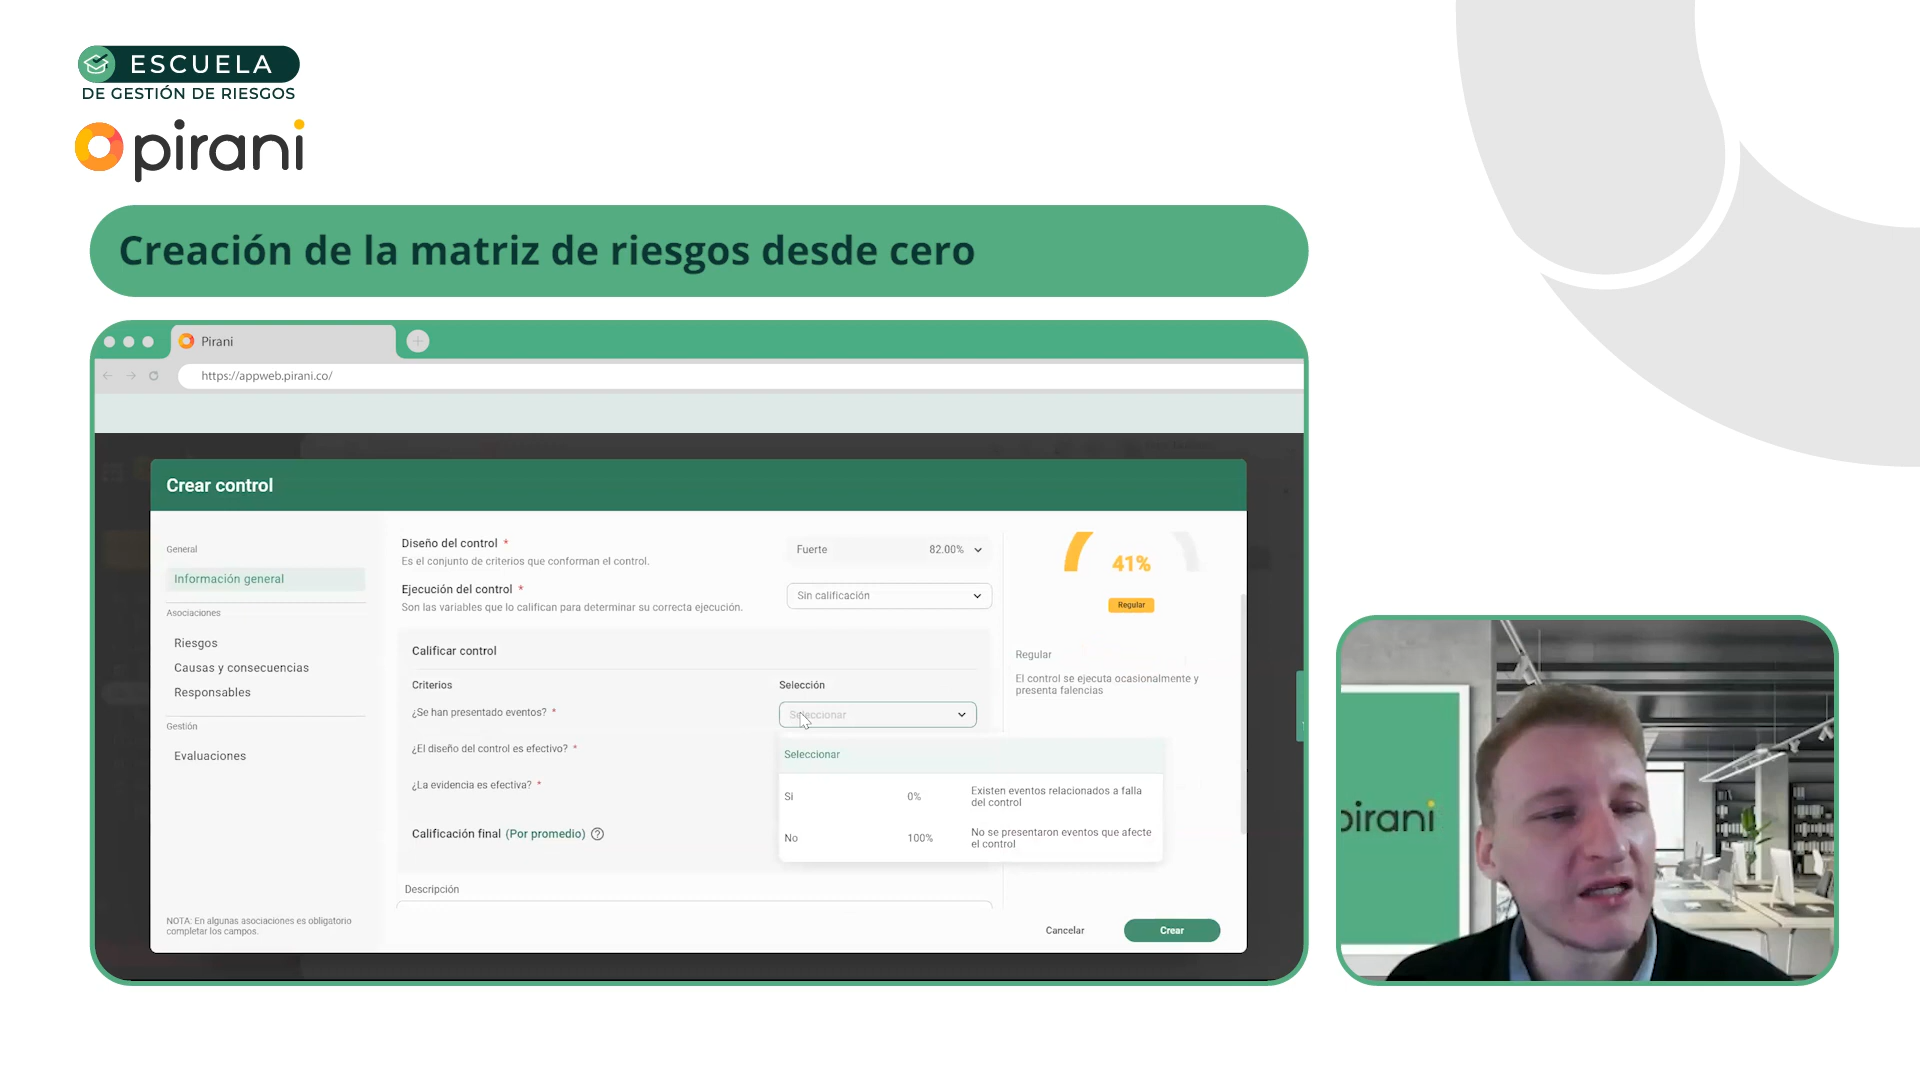 ESCUELA
DE GESTIÓN DE RIESGOS
pirani
Creación de la matriz de riesgos desde cero
Pirani
https://appweb.pirani.co/
Crear control
General
Información general
Asociaciones
Riesgos
Causas y consecuencias
Responsables
Gestión
Evaluaciones
NOTA: En algunas asociaciones es obligatorio
completar los campos.
Diseño del control *
Es el conjunto de criterios que conforman el control.
Fuerte 82.00%
Ejecución del control *
Son las variables que lo califican para determinar su correcta ejecución.
Sin calificación
Calificar control
Criterios Selección
¿Se han presentado eventos? * Seleccionar
¿El diseño del control es efectivo? *
¿La evidencia es efectiva? *
Calificación final (Por promedio) ?
Seleccionar
Si 0% Existen eventos relacionados a falla
del control
No 100% No se presentaron eventos que afecte
el control
Descripción
41%
Regular
Regular
El control se ejecuta ocasionalmente y
presenta falencias
Cancelar Crear
pirani